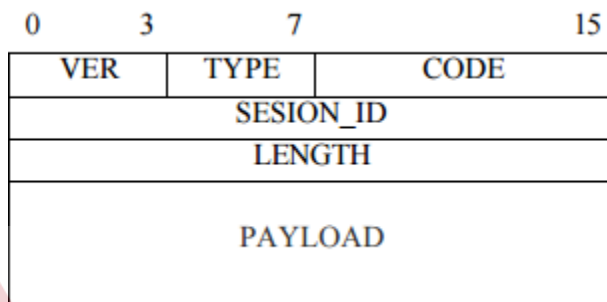 0 3 7 15
VER TYPE CODE
SESION_ID
LENGTH
PAYLOAD